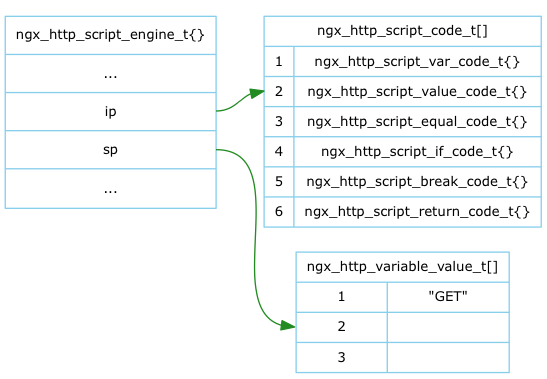 ngx_http_script_engine_t{}
...
ip
sp
...
ngx_http_script_code_t[]
1 ngx_http_script_var_code_t{}
2 ngx_http_script_value_code_t{}
3 ngx_http_script_equal_code_t{}
4 ngx_http_script_if_code_t{}
5 ngx_http_script_break_code_t{}
6 ngx_http_script_return_code_t{}
ngx_http_variable_value_t[]
1 "GET"
2
3